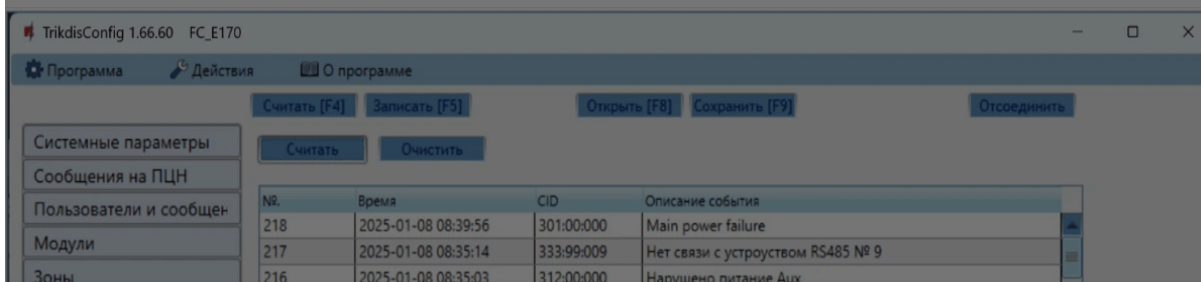 TrikdisConfig 1.66.60 FC_E170
Программа Действия О программе
Считать [F4] Записать [F5] Открыть [F8] Сохранить [F9] Отсоединить
Системные параметры
Считать Очистить
Сообщения на ПЦН
Пользователи и сообщен
Модули
Зоны
№. Время CID Описание события
218 2025-01-08 08:39:56 301:00:000 Main power failure
217 2025-01-08 08:35:14 333:99:009 Нет связи с устроуством RS485 № 9
216 2025-01-08 08:35:03 312:00:000 Нарушено питание Aux